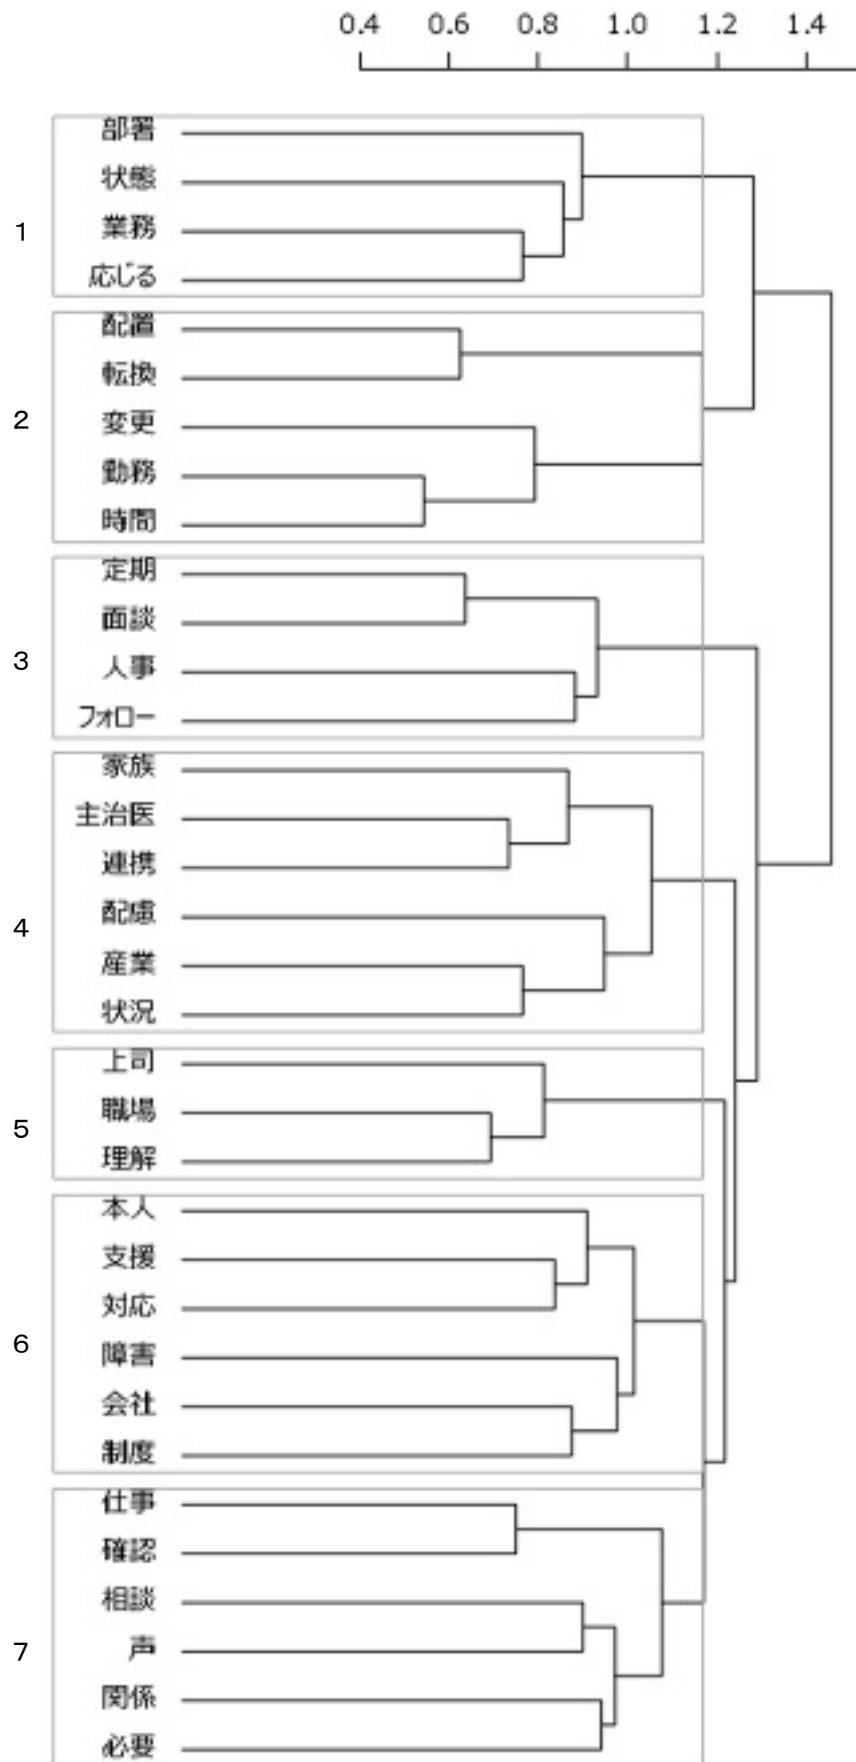 0.4 0.6 0.8 1.0 1.2 1.4
部署
状態
1
業務
応じる
配置
転換
2
変更
勤務
時間
定期
面談
3
人事
フォロー
家族
主治医
連携
4
配慮
産業
状況
上司
職場
5
理解
本人
支援
対応
6
障害
会社
制度
仕事
確認
相談
7
声
関係
必要